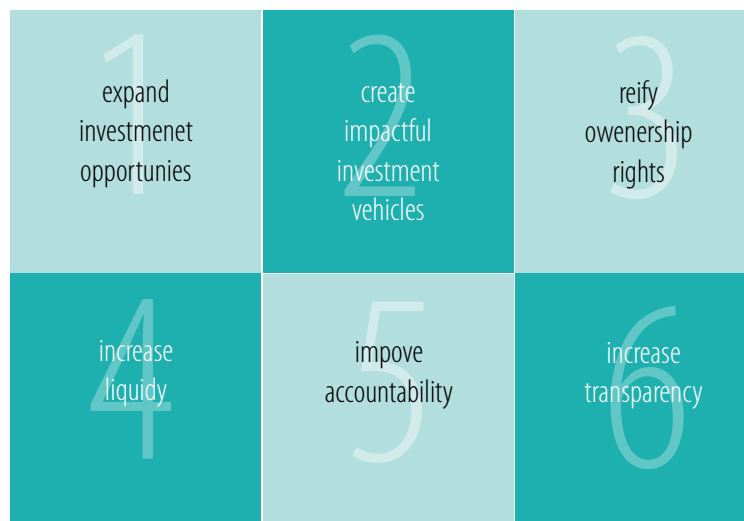 1
expand
investmenet
opportunies
2
create
impactful
investment
vehicles
3
reify
owenership
rights
4
increase
liquidy
5
impove
accountability
6
increase
transparency